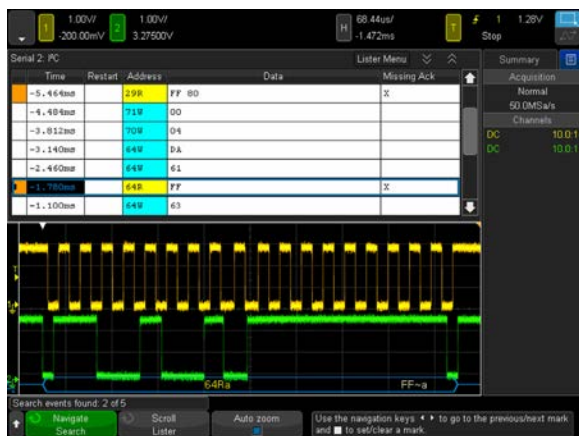 1 1.00V/ 2 1.00V/ H 68.44us/ T 1 1.28V
-200.00mV 3.27500V -1.472ms Stop
Serial 2: I²C Lister Menu Summary
Time Restart Address Data Missing Ack
-5.464ms 29R FF 80 X
-4.484ms 71W 00
-3.812ms 70W 04
-3.140ms 64W DA
-2.460ms 64W 61
-1.780ms 64R FF X
-1.100ms 64W 63
Acquisition
Normal
50.0MSa/s
Channels
DC 10.0:1
DC 10.0:1
T
64Ra FF~a
Search events found: 2 of 5
Navigate Search
Scroll Lister
Auto zoom
Use the navigation keys ◄ ► to go to the previous/next mark
and ■ to set/clear a mark.